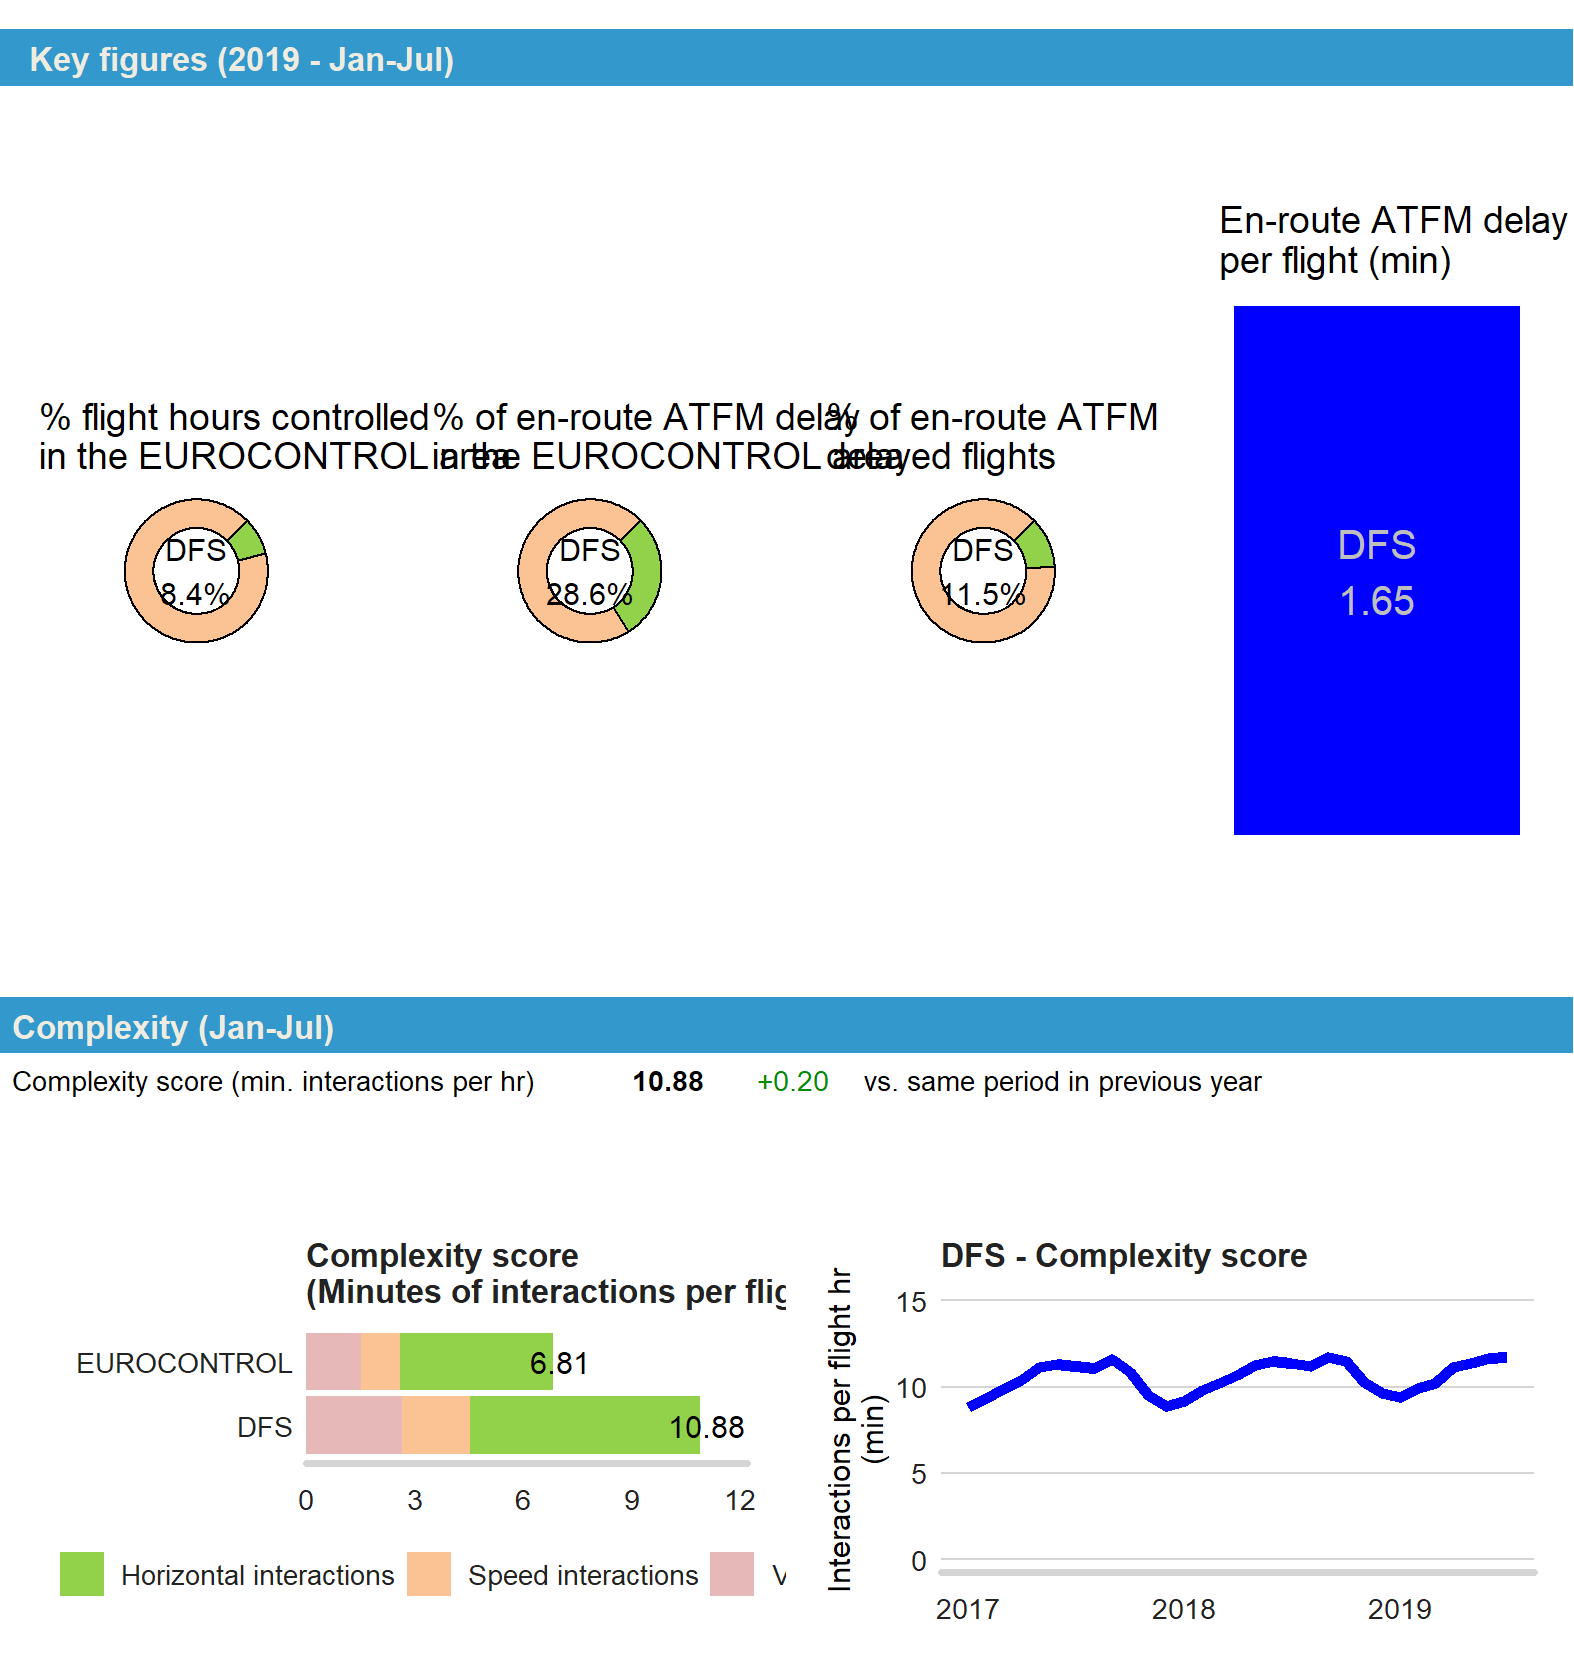 Key figures (2019 - Jan-Jul)
En-route ATFM delay
per flight (min)
% flight hours controlled
in the EUROCONTROL area
% of en-route ATFM delay
in the EUROCONTROL area
% of en-route ATFM
delayed flights
DFS
8.4%
DFS
28.6%
DFS
11.5%
DFS
1.65
Complexity (Jan-Jul)
Complexity score (min. interactions per hr) 10.88 +0.20 vs. same period in previous year
Complexity score
(Minutes of interactions per flig
EUROCONTROL 6.81
DFS 10.88
0 3 6 9 12
Horizontal interactions Speed interactions V
DFS - Complexity score
Interactions per flight hr
(min)
15
10
5
0
2017 2018 2019